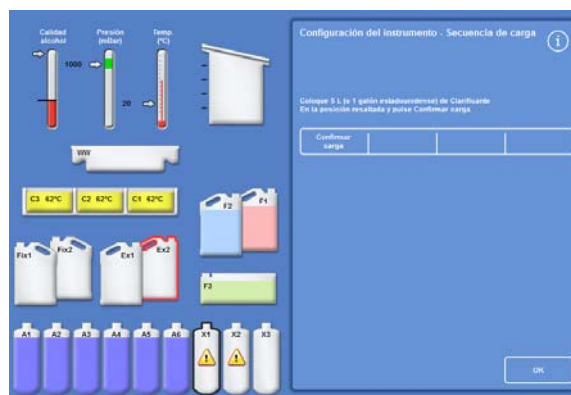 Calidad
alcohol
Presión
(mBar)
Temp
(°C)
1000
20
WW
C3 62°C
C2 62°C
C1 62°C
F2
F1
Fix1
Fix2
Ex1
Ex2
F3
A1
A2
A3
A4
A5
A6
X1
X2
X3
Configuración del instrumento - Secuencia de carga
i
Coloque 5 L (o 1 galón estadounidense) de Clarificante
En la posición resaltada y pulse Confirmar carga
Confirmar
carga
OK